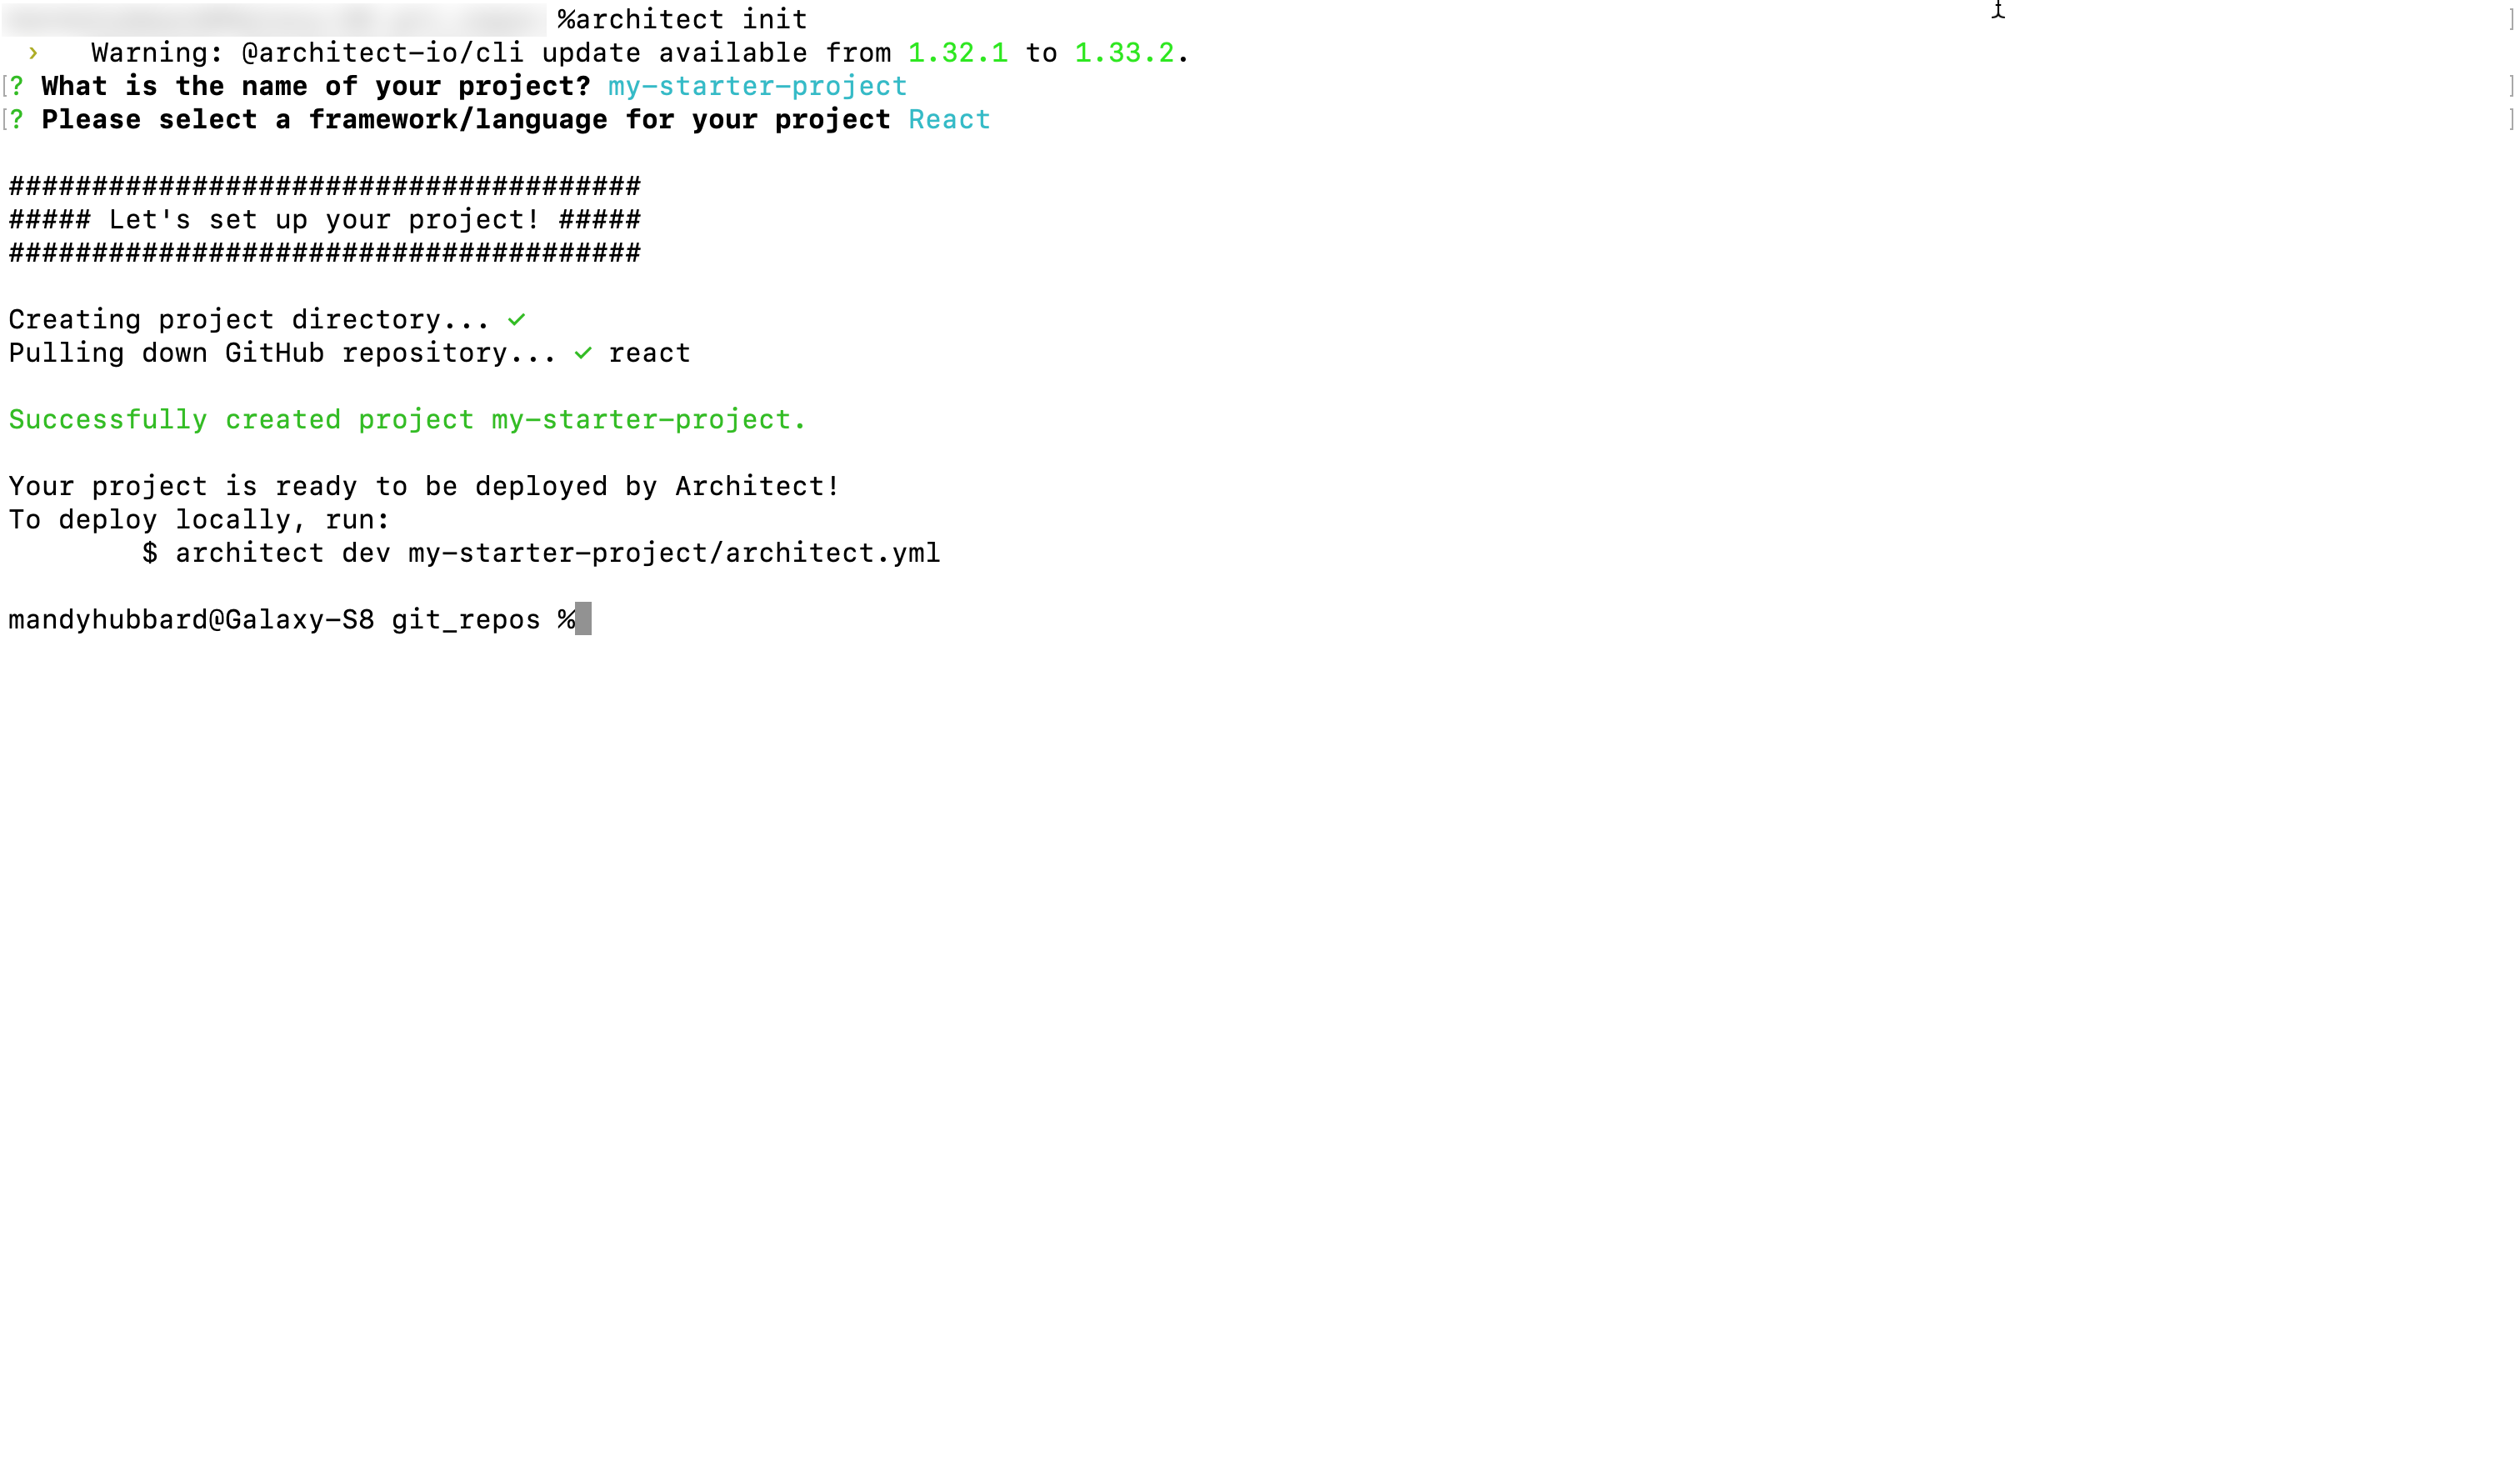 %architect init
›   Warning: @architect-io/cli update available from 1.32.1 to 1.33.2.
[? What is the name of your project? my-starter-project ]
[? Please select a framework/language for your project React ]
######################################
##### Let's set up your project! #####
######################################
Creating project directory... ✓
Pulling down GitHub repository... ✓ react
Successfully created project my-starter-project.
Your project is ready to be deployed by Architect!
To deploy locally, run:
$ architect dev my-starter-project/architect.yml
mandyhubbard@Galaxy-S8 git_repos %